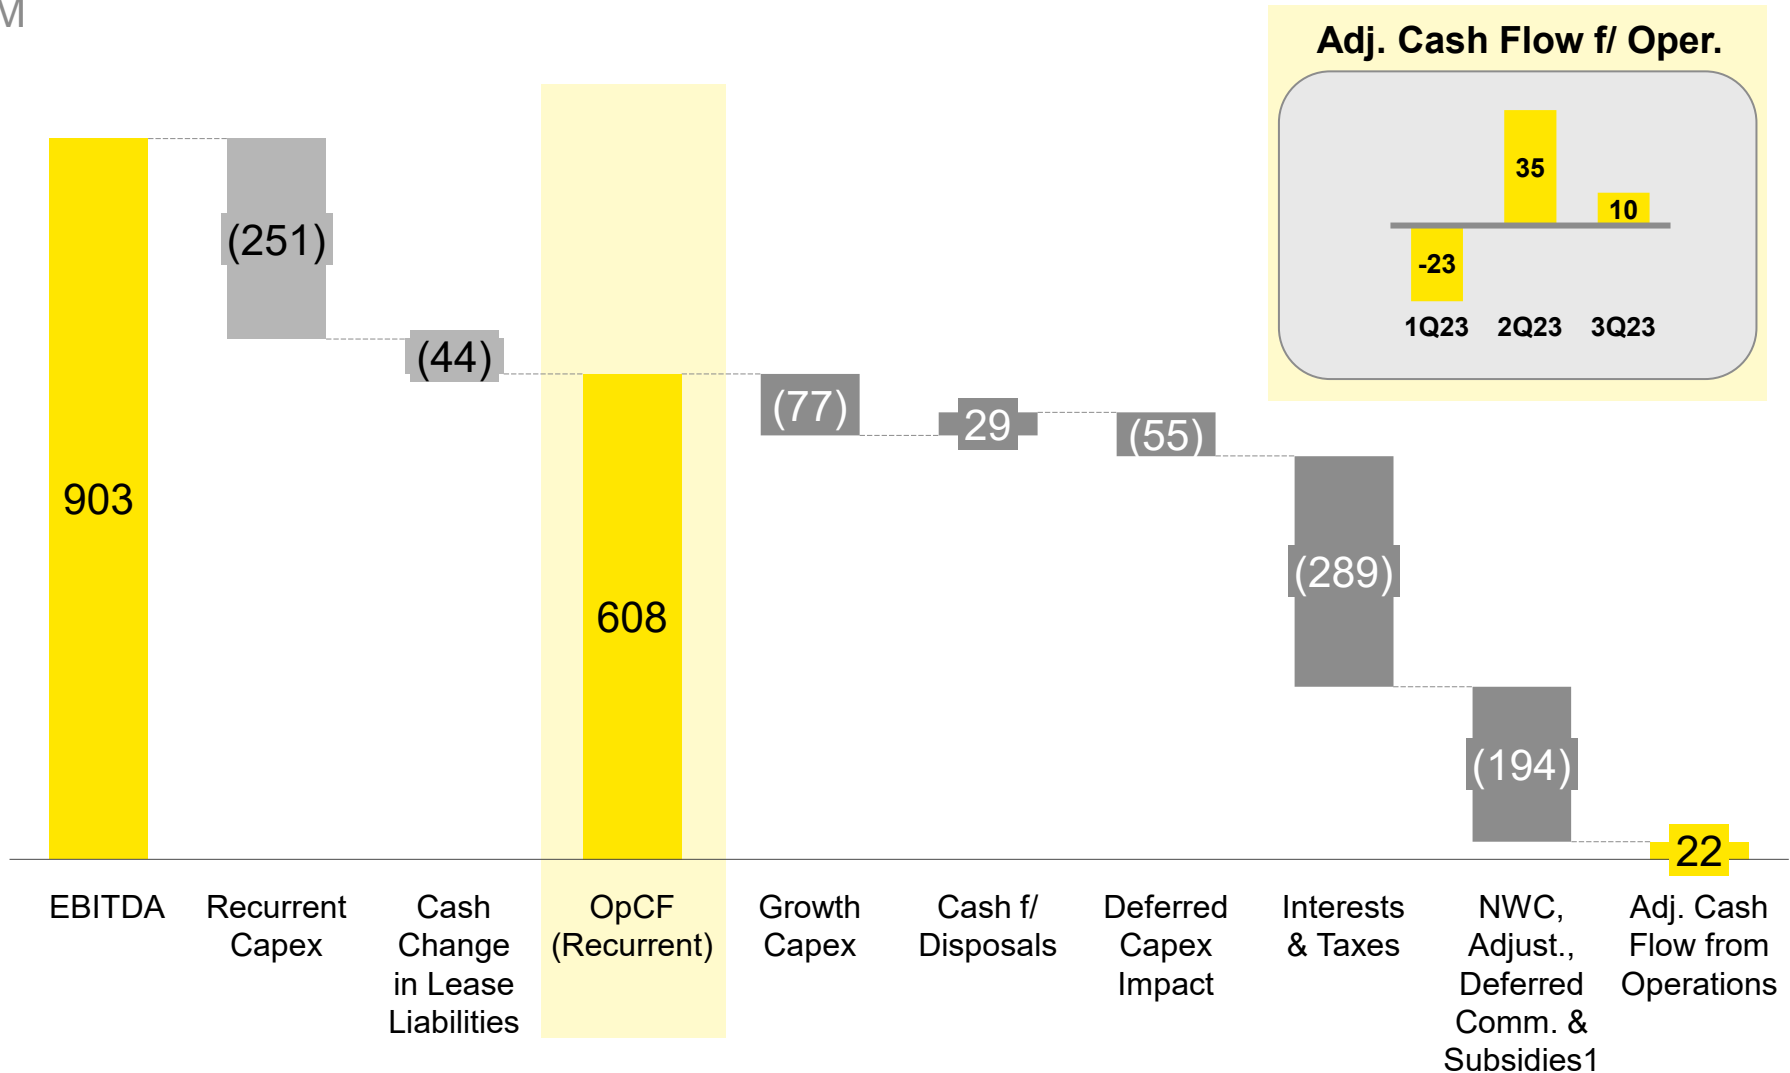 M
Adj. Cash Flow f/ Oper.
35
10
-23
1Q23 2Q23 3Q23
903
(251)
(44)
608
(77)
29
(55)
(289)
(194)
22
EBITDA
Recurrent
Capex
Cash
Change
in Lease
Liabilities
OpCF
(Recurrent)
Growth
Capex
Cash f/
Disposals
Deferred
Capex
Impact
Interests
& Taxes
NWC,
Adjust.,
Deferred
Comm. &
Subsidies1
Adj. Cash
Flow from
Operations